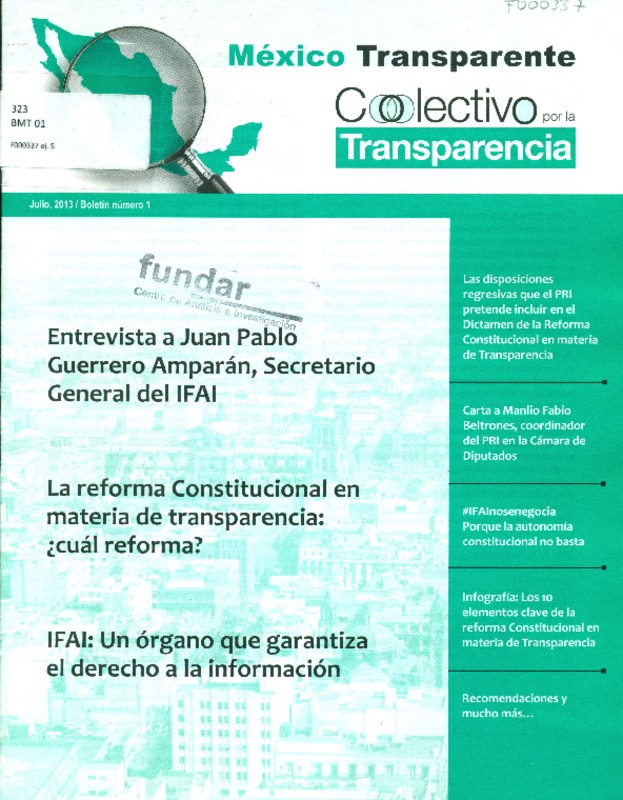 F000337
México Transparente
Colectivo por la
Transparencia
323
BMT 01
F000337 ej. 5
Julio, 2013 / Boletín número 1
fundar
Centro de Análisis e Investigación
Entrevista a Juan Pablo
Guerrero Amparán, Secretario
General del IFAI
La reforma Constitucional en
materia de transparencia:
¿cuál reforma?
IFAI: Un órgano que garantiza
el derecho a la información
Las disposiciones
regresivas que el PRI
pretende incluir en el
Dictamen de la Reforma
Constitucional en materia
de Transparencia
Carta a Manlio Fabio
Beltrones, coordinador
del PRI en la Cámara de
Diputados
#IFAInosenegocia
Porque la autonomía
constitucional no basta
Infografía: Los 10
elementos clave de la
reforma Constitucional en
materia de Transparencia
Recomendaciones y
mucho más...